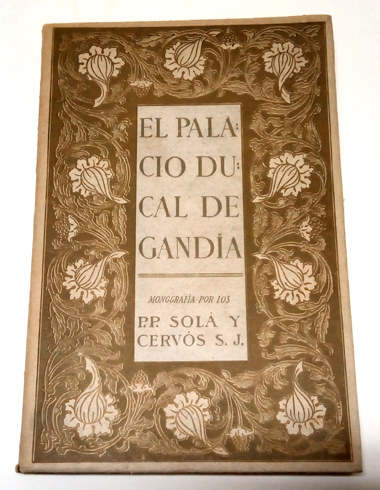 EL PALA:
CIO DU:
CAL DE
GANDÍA
MONOGRAFÍA POR LOS
P.P. SOLÁ Y
CERVÓS S. J.